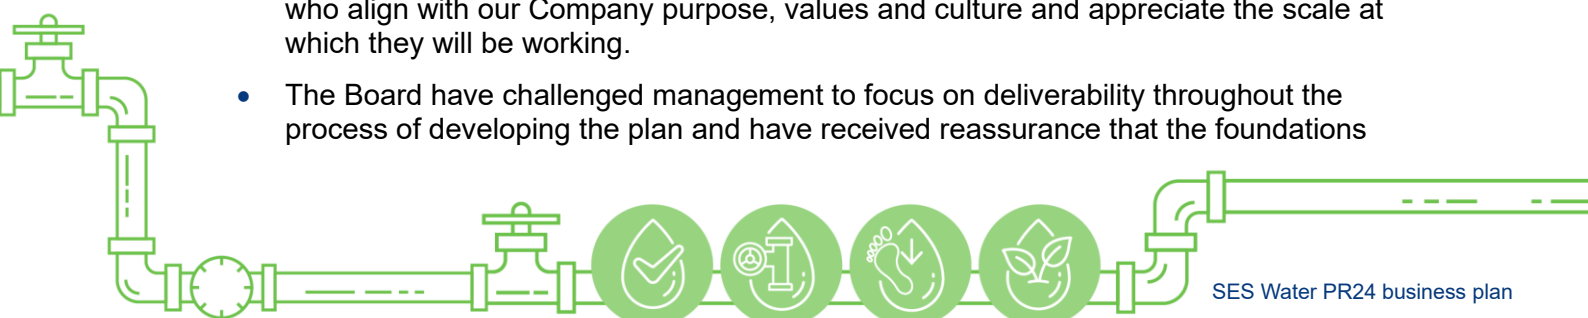 who align with our Company purpose, values and culture and appreciate the scale at
which they will be working.
• The Board have challenged management to focus on deliverability throughout the
process of developing the plan and have received reassurance that the foundations
SES Water PR24 business plan